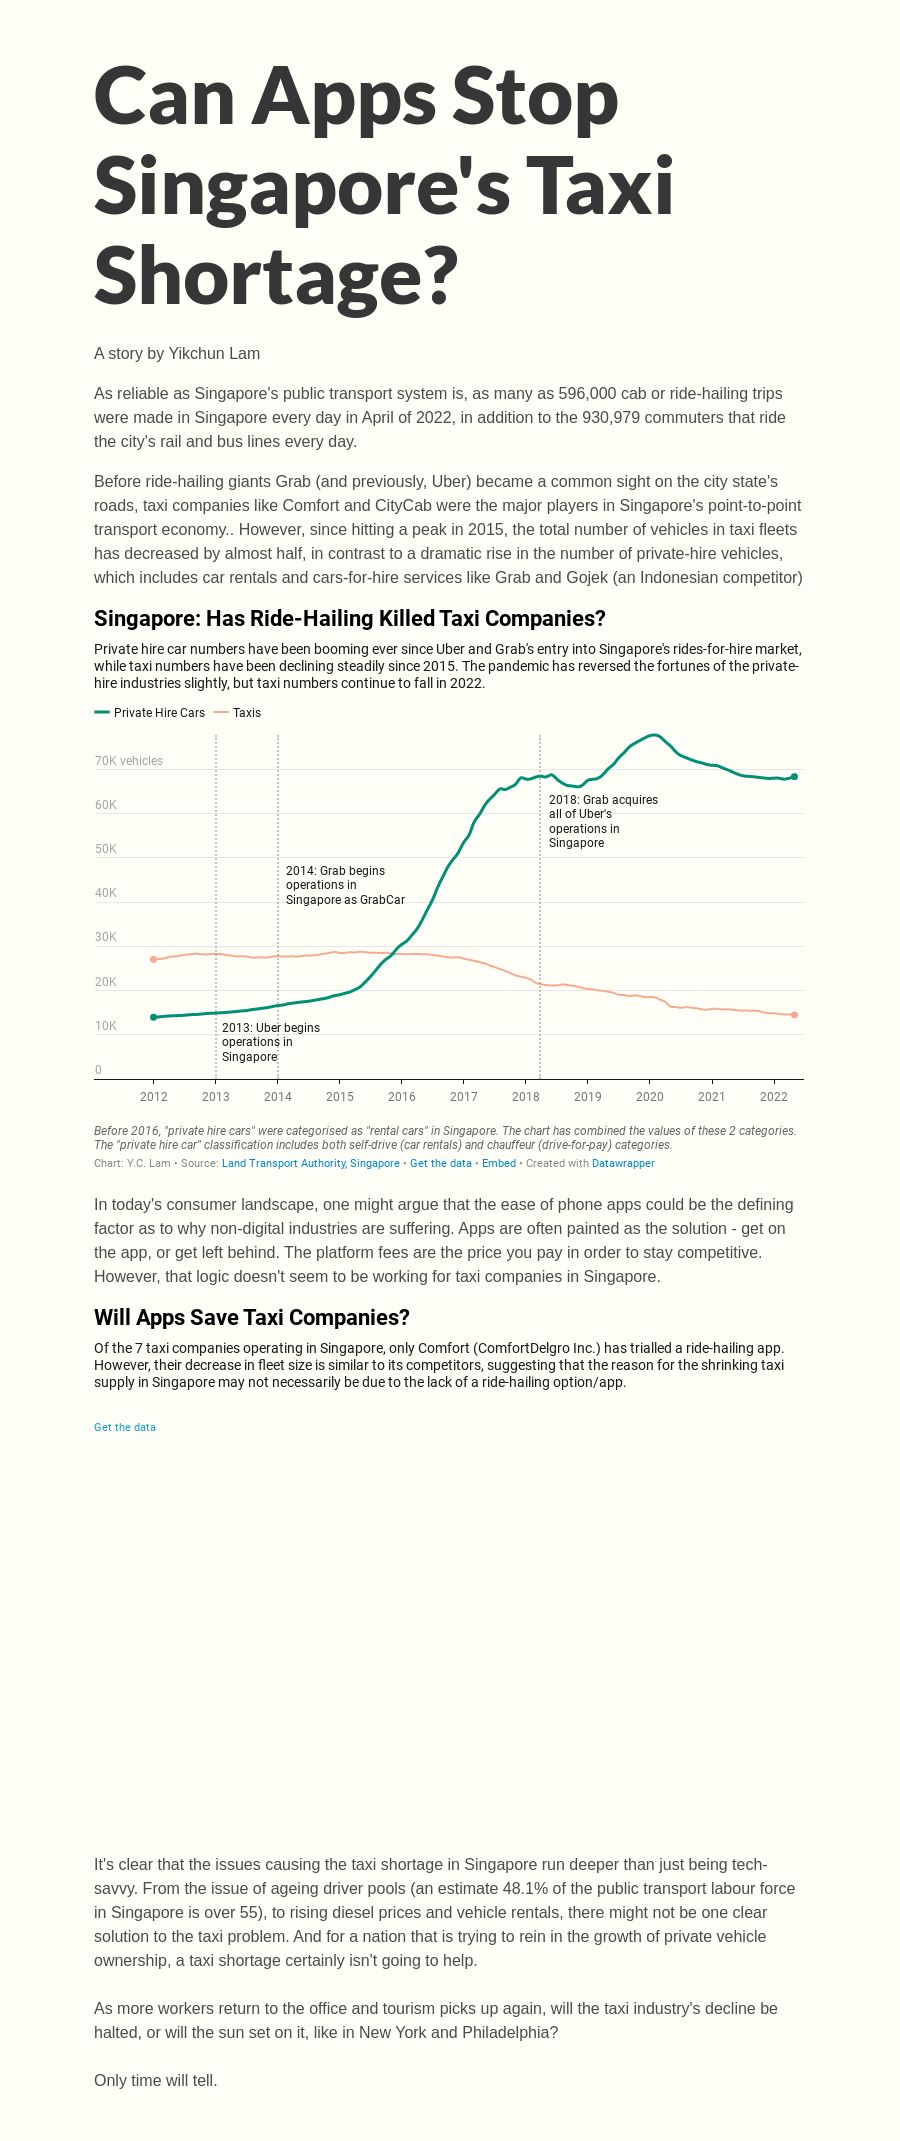 Can Apps Stop
Singapore's Taxi
Shortage?
A story by Yikchun Lam
As reliable as Singapore's public transport system is, as many as 596,000 cab or ride-hailing trips
were made in Singapore every day in April of 2022, in addition to the 930,979 commuters that ride
the city's rail and bus lines every day.
Before ride-hailing giants Grab (and previously, Uber) became a common sight on the city state's
roads, taxi companies like Comfort and CityCab were the major players in Singapore's point-to-point
transport economy.. However, since hitting a peak in 2015, the total number of vehicles in taxi fleets
has decreased by almost half, in contrast to a dramatic rise in the number of private-hire vehicles,
which includes car rentals and cars-for-hire services like Grab and Gojek (an Indonesian competitor)
Singapore: Has Ride-Hailing Killed Taxi Companies?
Private hire car numbers have been booming ever since Uber and Grab's entry into Singapore's rides-for-hire market,
while taxi numbers have been declining steadily since 2015. The pandemic has reversed the fortunes of the private-
hire industries slightly, but taxi numbers continue to fall in 2022.
Private Hire Cars Taxis
70K vehicles
60K
2018: Grab acquires
all of Uber's
operations in
Singapore
50K
2014: Grab begins
operations in
Singapore as GrabCar
40K
30K
20K
10K
2013: Uber begins
operations in
Singapore
0
2012 2013 2014 2015 2016 2017 2018 2019 2020 2021 2022
Before 2016, "private hire cars" were categorised as "rental cars" in Singapore. The chart has combined the values of these 2 categories.
The "private hire car" classification includes both self-drive (car rentals) and chauffeur (drive-for-pay) categories.
Chart: Y.C. Lam • Source: Land Transport Authority, Singapore • Get the data • Embed • Created with Datawrapper
In today's consumer landscape, one might argue that the ease of phone apps could be the defining
factor as to why non-digital industries are suffering. Apps are often painted as the solution - get on
the app, or get left behind. The platform fees are the price you pay in order to stay competitive.
However, that logic doesn't seem to be working for taxi companies in Singapore.
Will Apps Save Taxi Companies?
Of the 7 taxi companies operating in Singapore, only Comfort (ComfortDelgro Inc.) has trialled a ride-hailing app.
However, their decrease in fleet size is similar to its competitors, suggesting that the reason for the shrinking taxi
supply in Singapore may not necessarily be due to the lack of a ride-hailing option/app.
Get the data
It's clear that the issues causing the taxi shortage in Singapore run deeper than just being tech-
savvy. From the issue of ageing driver pools (an estimate 48.1% of the public transport labour force
in Singapore is over 55), to rising diesel prices and vehicle rentals, there might not be one clear
solution to the taxi problem. And for a nation that is trying to rein in the growth of private vehicle
ownership, a taxi shortage certainly isn't going to help.
As more workers return to the office and tourism picks up again, will the taxi industry's decline be
halted, or will the sun set on it, like in New York and Philadelphia?
Only time will tell.